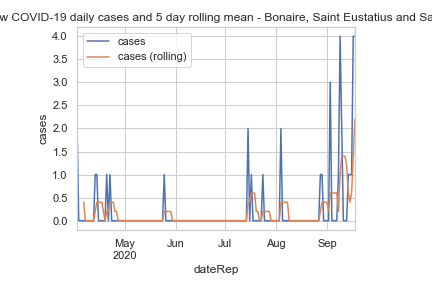 w COVID-19 daily cases and 5 day rolling mean - Bonaire, Saint Eustatius and Sa
4.0
3.5
3.0
2.5
2.0
1.5
1.0
0.5
0.0
cases
cases
cases (rolling)
May Jun Jul Aug Sep
2020
dateRep